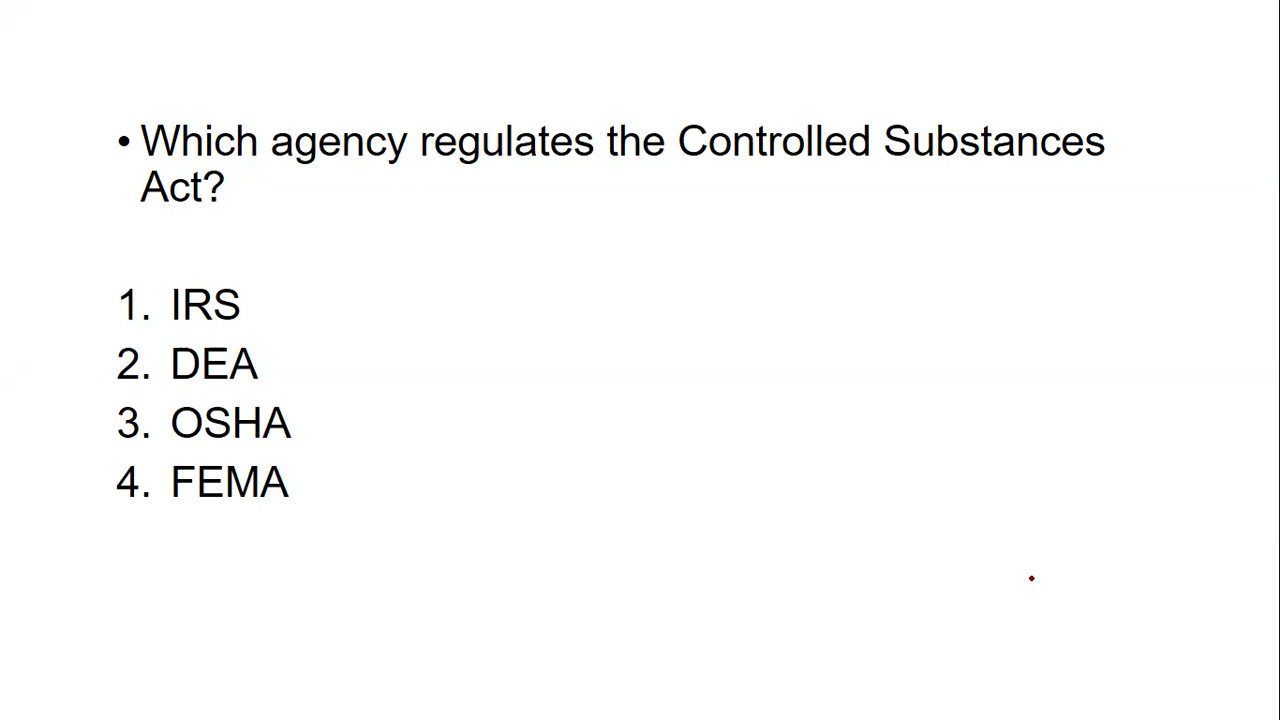 • Which agency regulates the Controlled Substances
Act?
1. IRS
2. DEA
3. OSHA
4. FEMA